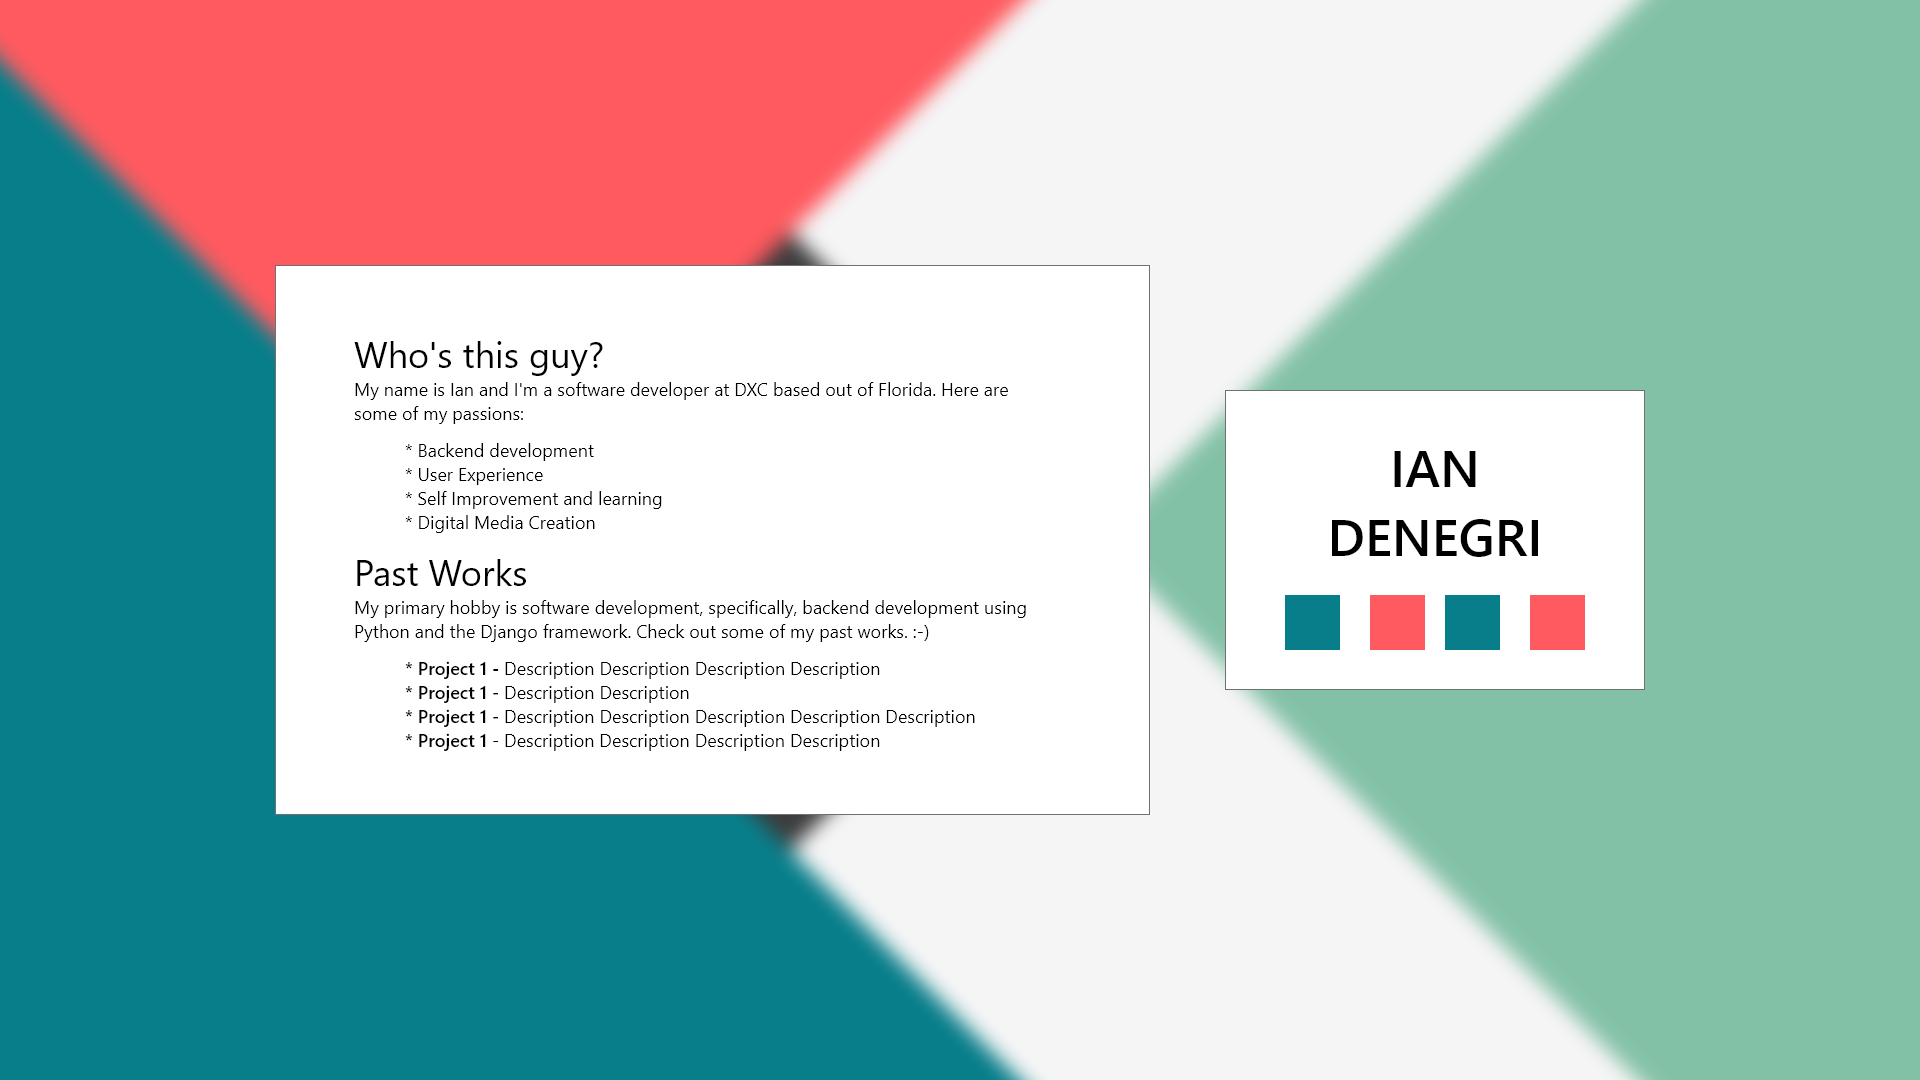 Who's this guy?
My name is Ian and I'm a software developer at DXC based out of Florida. Here are
some of my passions:
* Backend development
* User Experience
* Self Improvement and learning
* Digital Media Creation
Past Works
My primary hobby is software development, specifically, backend development using
Python and the Django framework. Check out some of my past works. :-)
* Project 1 - Description Description Description Description
* Project 1 - Description Description
* Project 1 - Description Description Description Description Description
* Project 1 - Description Description Description Description
IAN
DENEGRI